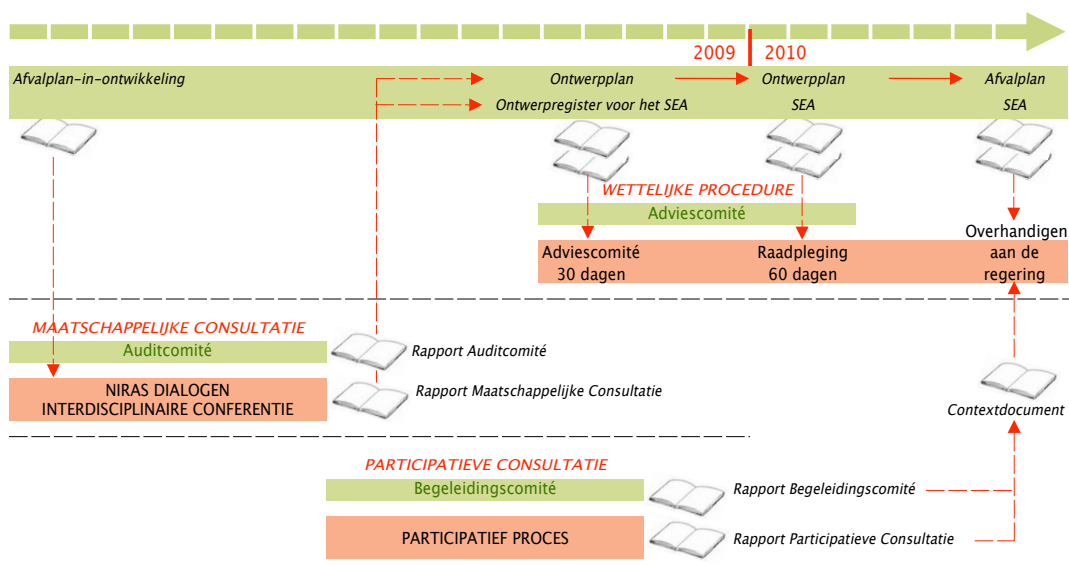 2009 2010
Afvalplan-in-ontwikkeling
Ontwerpplan
Ontwerpplan
Afvalplan
Ontwerpregister voor het SEA
SEA
SEA
WETTELIJKE PROCEDURE
Adviescomité
Adviescomité
30 dagen
Raadpleging
60 dagen
Overhandigen
aan de
regering
MAATSCHAPPELIJKE CONSULTATIE
Auditcomité
Rapport Auditcomité
NIRAS DIALOGEN
INTERDISCIPLINAIRE CONFERENTIE
Rapport Maatschappelijke Consultatie
Contextdocument
PARTICIPATIEVE CONSULTATIE
Begeleidingscomité
Rapport Begeleidingscomité
PARTICIPATIEF PROCES
Rapport Participatieve Consultatie